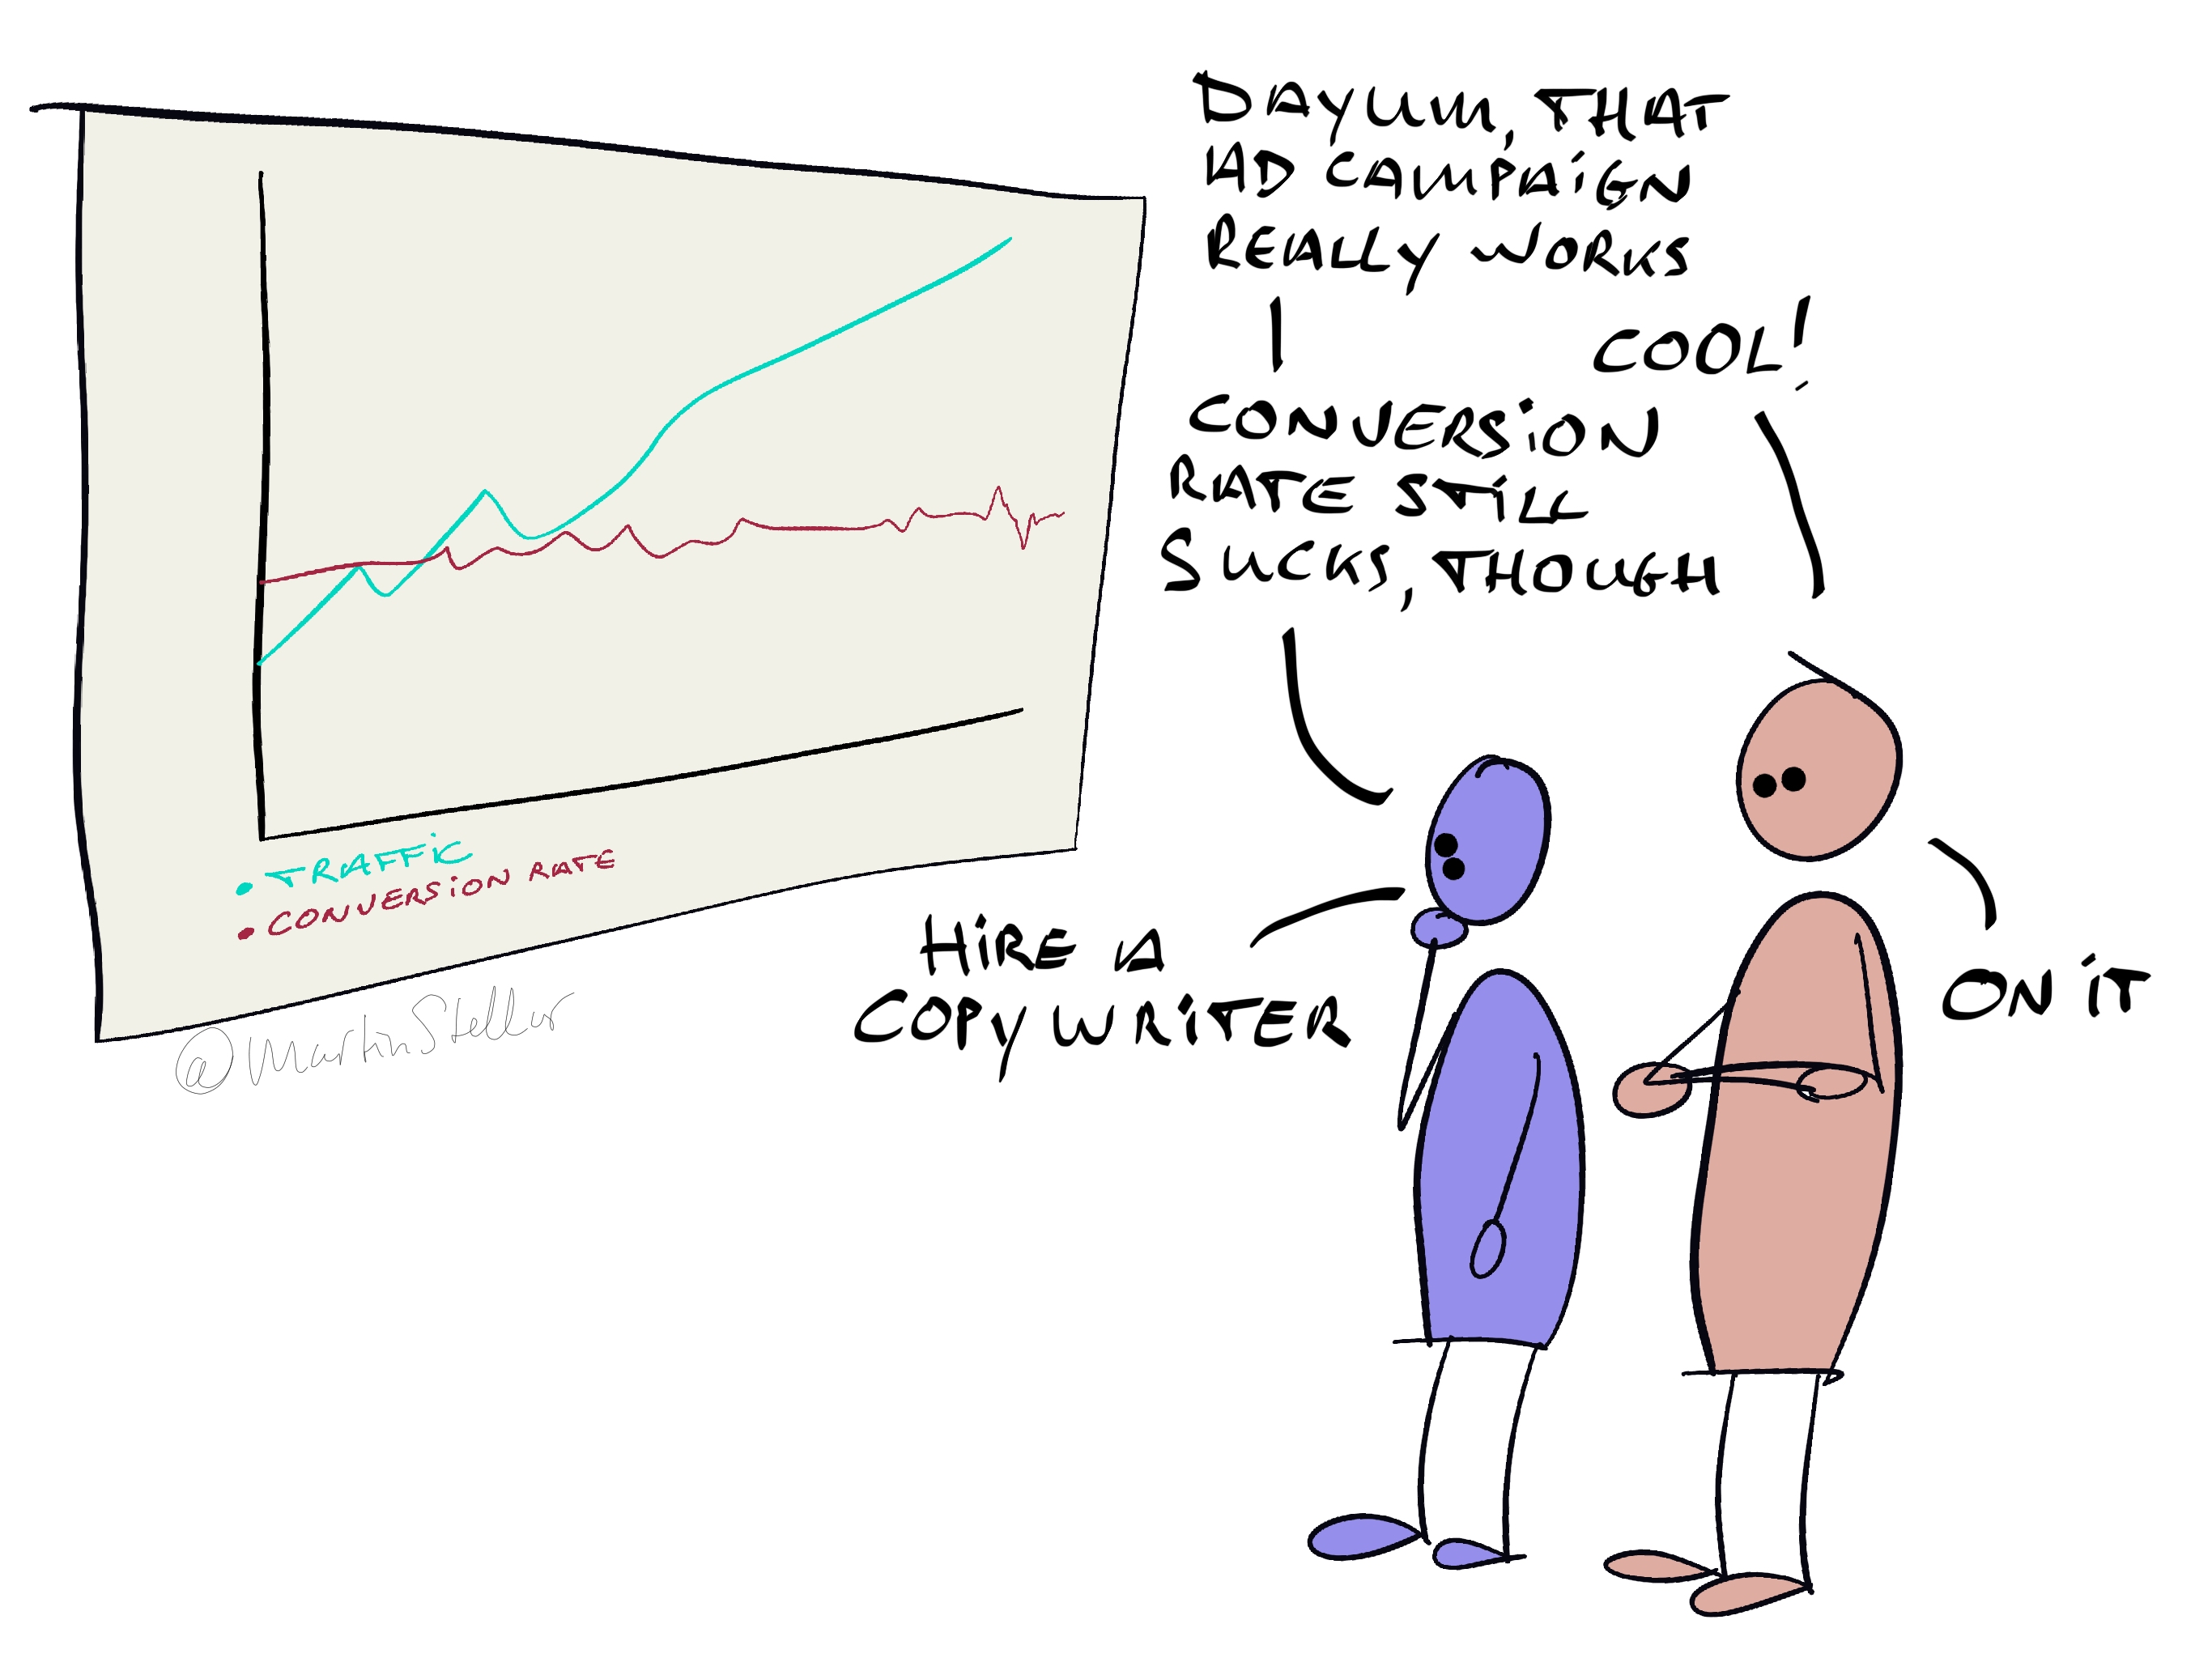 DAYUM, THAT
AD CAMPAIGN
REALLY WORKS
COOL!
CONVERSION
RATE STILL
SUCKS, THOUGH
HIRE A
COPYWRITER
ON IT
• TRAFFIC
• CONVERSION RATE
@MartinStellar